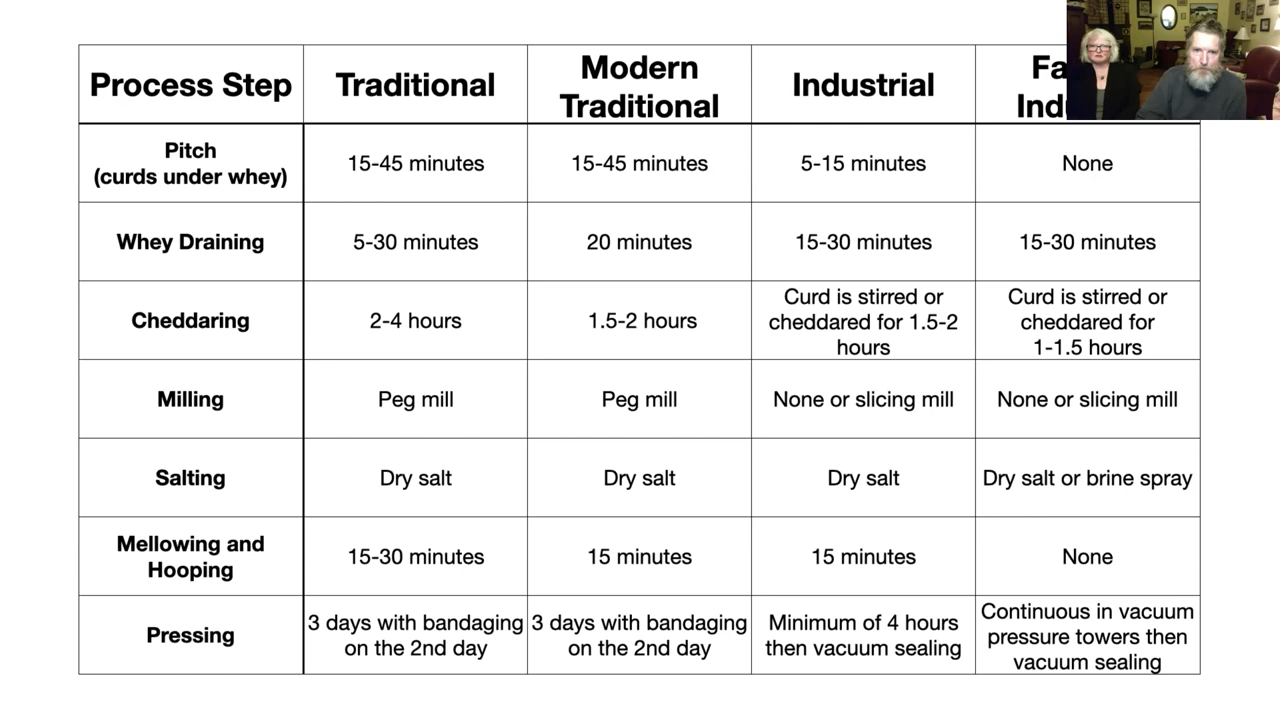 Process Step
Traditional
Modern
Traditional
Industrial
Pitch
(curds under whey)
15-45 minutes
15-45 minutes
5-15 minutes
None
Whey Draining
5-30 minutes
20 minutes
15-30 minutes
15-30 minutes
Cheddaring
2-4 hours
1.5-2 hours
Curd is stirred or
cheddared for 1.5-2
hours
Curd is stirred or
cheddared for
1-1.5 hours
Milling
Peg mill
Peg mill
None or slicing mill
None or slicing mill
Salting
Dry salt
Dry salt
Dry salt
Dry salt or brine spray
Mellowing and
Hooping
15-30 minutes
15 minutes
15 minutes
None
Pressing
3 days with bandaging
on the 2nd day
3 days with bandaging
on the 2nd day
Minimum of 4 hours
then vacuum sealing
Continuous in vacuum
pressure towers then
vacuum sealing